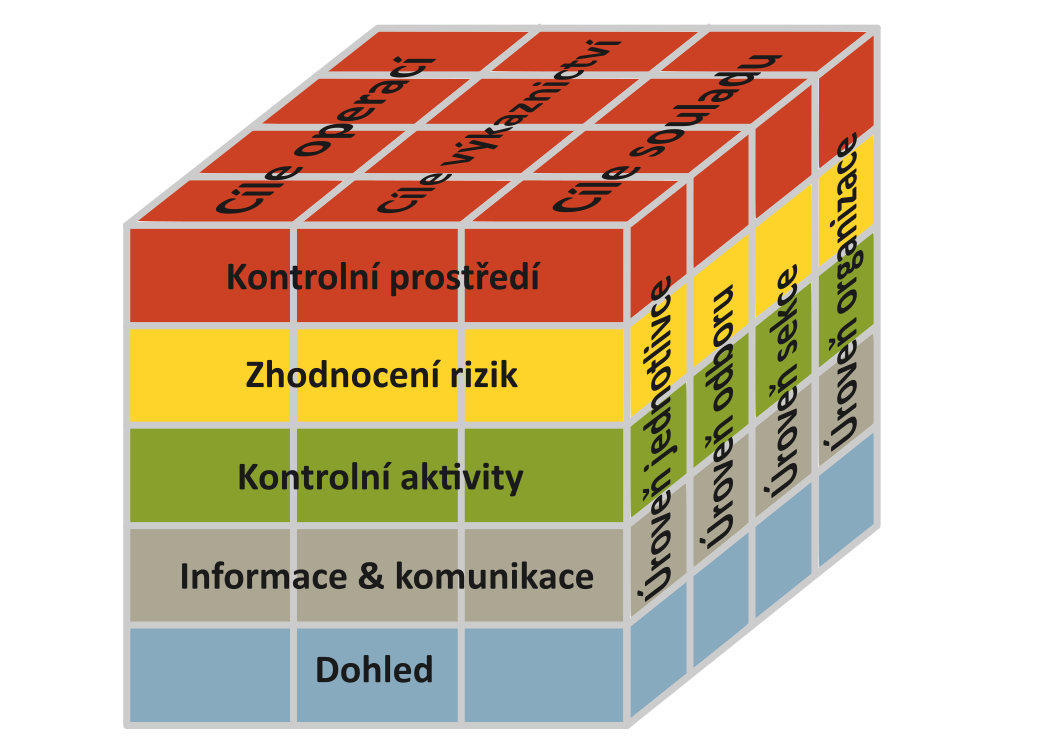 Cíle operací
Cíle výkaznictví
Cíle souladu
Kontrolní prostředí
Zhodnocení rizik
Kontrolní aktivity
Informace & komunikace
Dohled
Úroveň jednotlivce
Úroveň odboru
Úroveň sekce
Úroveň organizace